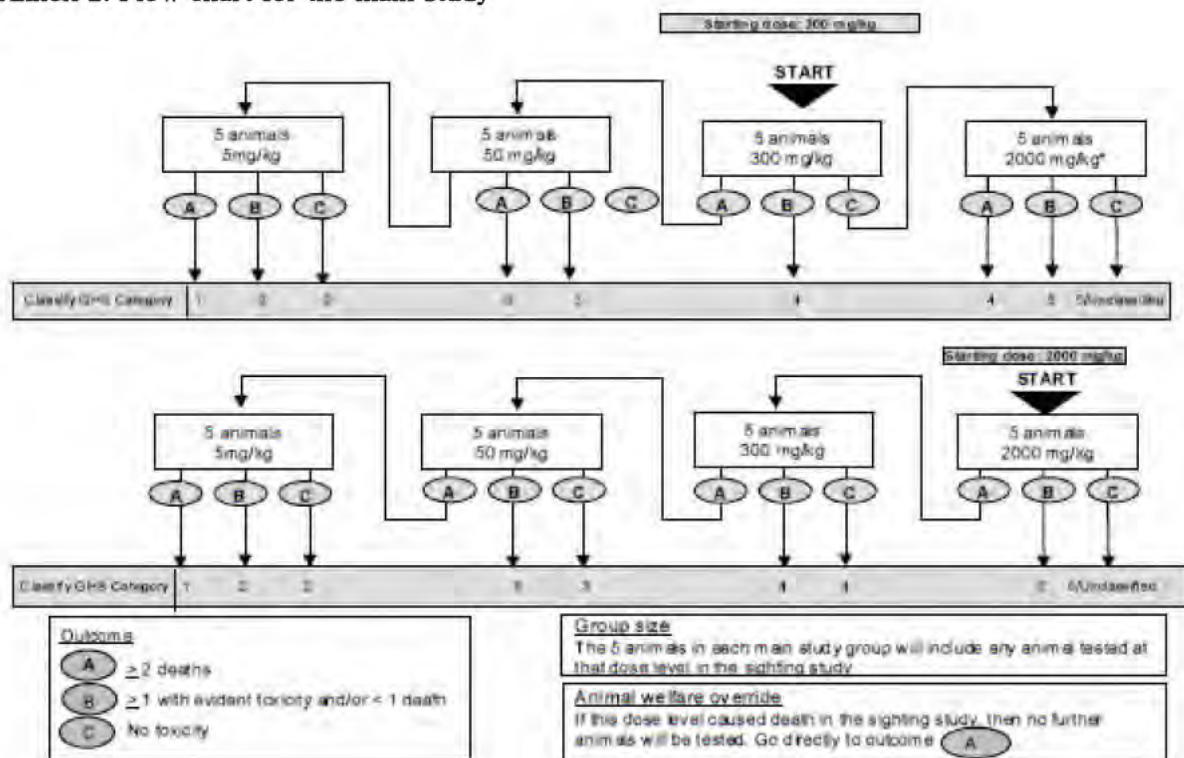 Starting dose: 300 mg/kg
START
5 animals
5mg/kg
5 animals
50 mg/kg
5 animals
300 mg/kg
5 animals
2000 mg/kg*
A B C A B C A B C A B C
Classify GHS Category 1 2 2 3 4 4 5 5/Unclassified
Starting dose: 2000 mg/kg
START
5 animals
5mg/kg
5 animals
50 mg/kg
5 animals
300 mg/kg
5 animals
2000 mg/kg
A B C A B C A B C A B C
Classify GHS Category 1 2 2 3 3 4 4 5 5/Unclassified
Outcome
A ≥ 2 deaths
B ≥ 1 with evident toxicity and/or < 1 death
C No toxicity
Group size
The 5 animals in each main study group will include any animal tested at
that dose level in the sighting study
Animal welfare override
If this dose level caused death in the sighting study, then no further
animals will be tested. Go directly to outcome A